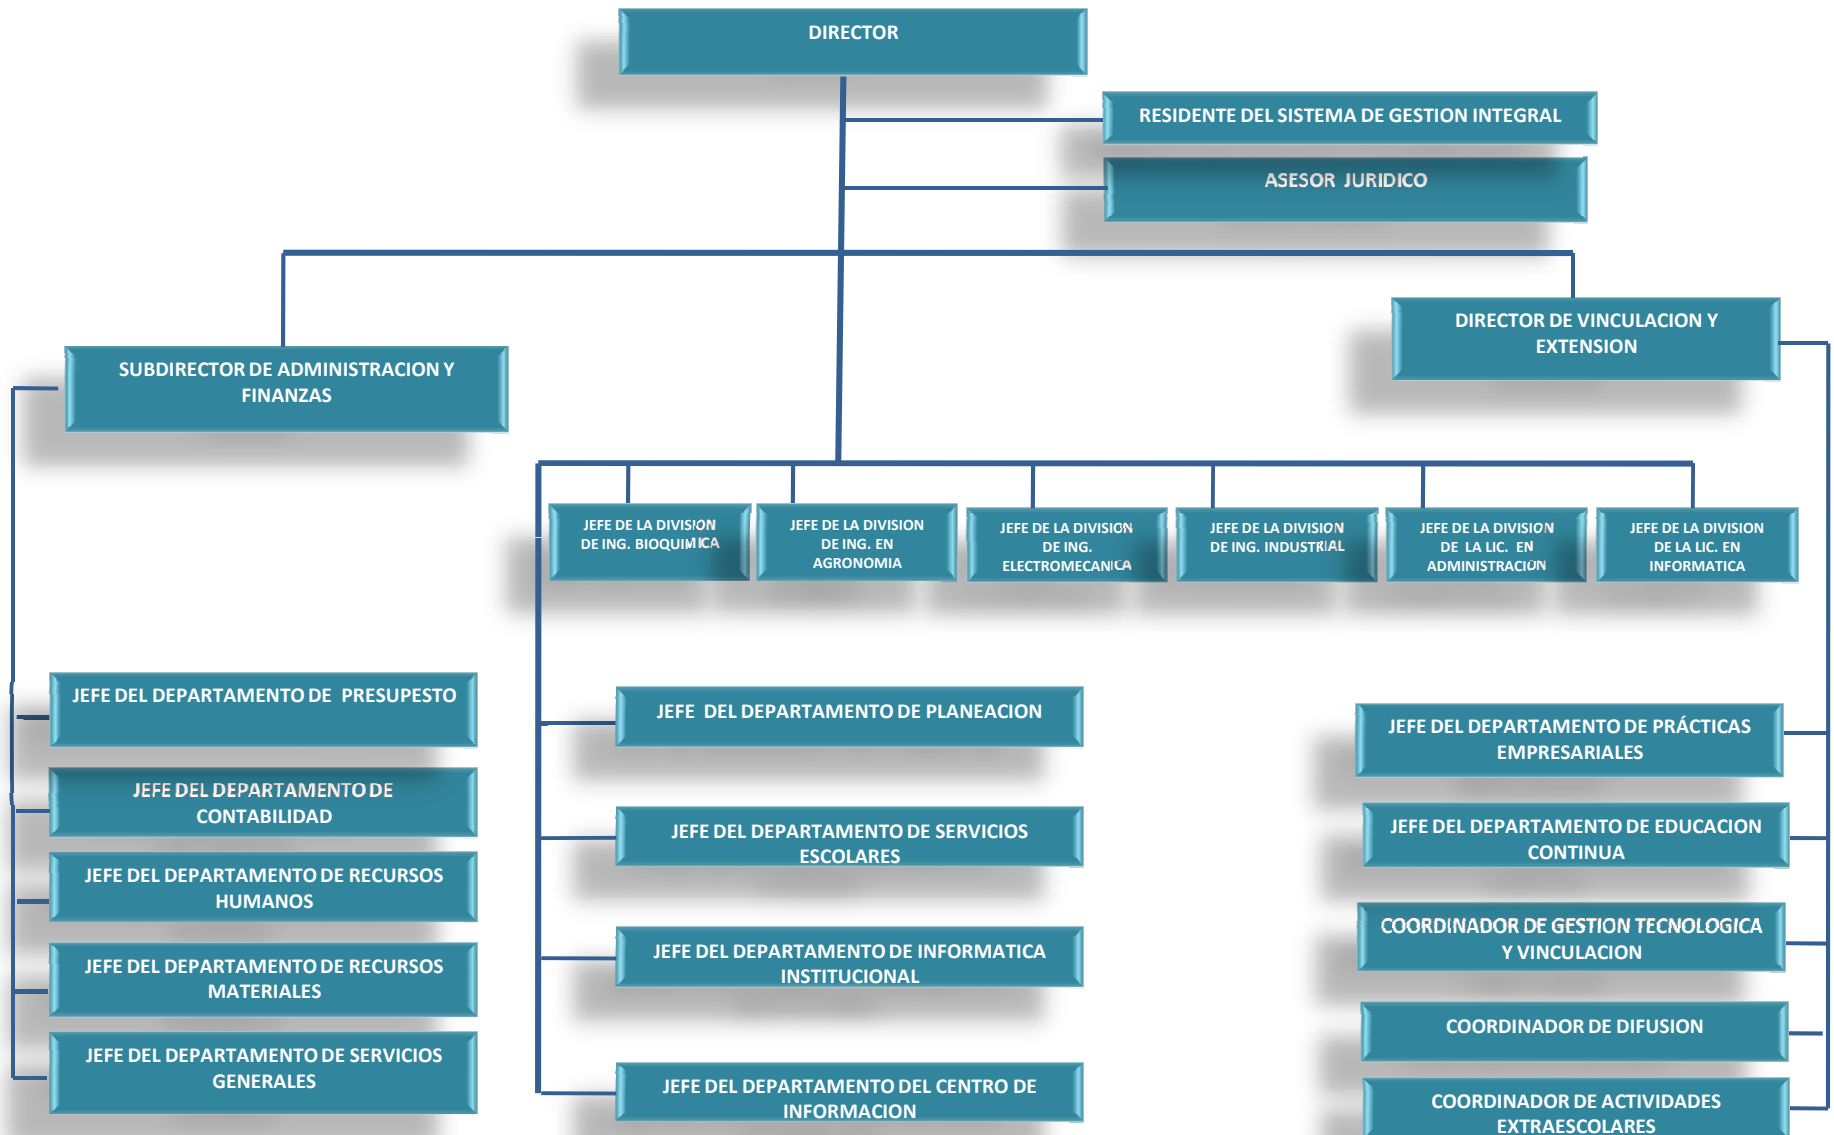 DIRECTOR
RESIDENTE DEL SISTEMA DE GESTION INTEGRAL
ASESOR JURIDICO
DIRECTOR DE VINCULACION Y
EXTENSION
SUBDIRECTOR DE ADMINISTRACION Y
FINANZAS
JEFE DE LA DIVISION
DE ING. BIOQUIMICA
JEFE DE LA DIVISION
DE ING. EN
AGRONOMIA
JEFE DE LA DIVISION
DE ING.
ELECTROMECANICA
JEFE DE LA DIVISION
DE ING. INDUSTRIAL
JEFE DE LA DIVISION
DE LA LIC. EN
ADMINISTRACION
JEFE DE LA DIVISION
DE LA LIC. EN
INFORMATICA
JEFE DEL DEPARTAMENTO DE PRESUPESTO
JEFE DEL DEPARTAMENTO DE
CONTABILIDAD
JEFE DEL DEPARTAMENTO DE RECURSOS
HUMANOS
JEFE DEL DEPARTAMENTO DE RECURSOS
MATERIALES
JEFE DEL DEPARTAMENTO DE SERVICIOS
GENERALES
JEFE DEL DEPARTAMENTO DE PLANEACION
JEFE DEL DEPARTAMENTO DE SERVICIOS
ESCOLARES
JEFE DEL DEPARTAMENTO DE INFORMATICA
INSTITUCIONAL
JEFE DEL DEPARTAMENTO DEL CENTRO DE
INFORMACION
JEFE DEL DEPARTAMENTO DE PRÁCTICAS
EMPRESARIALES
JEFE DEL DEPARTAMENTO DE EDUCACION
CONTINUA
COORDINADOR DE GESTION TECNOLOGICA
Y VINCULACION
COORDINADOR DE DIFUSION
COORDINADOR DE ACTIVIDADES
EXTRAESCOLARES